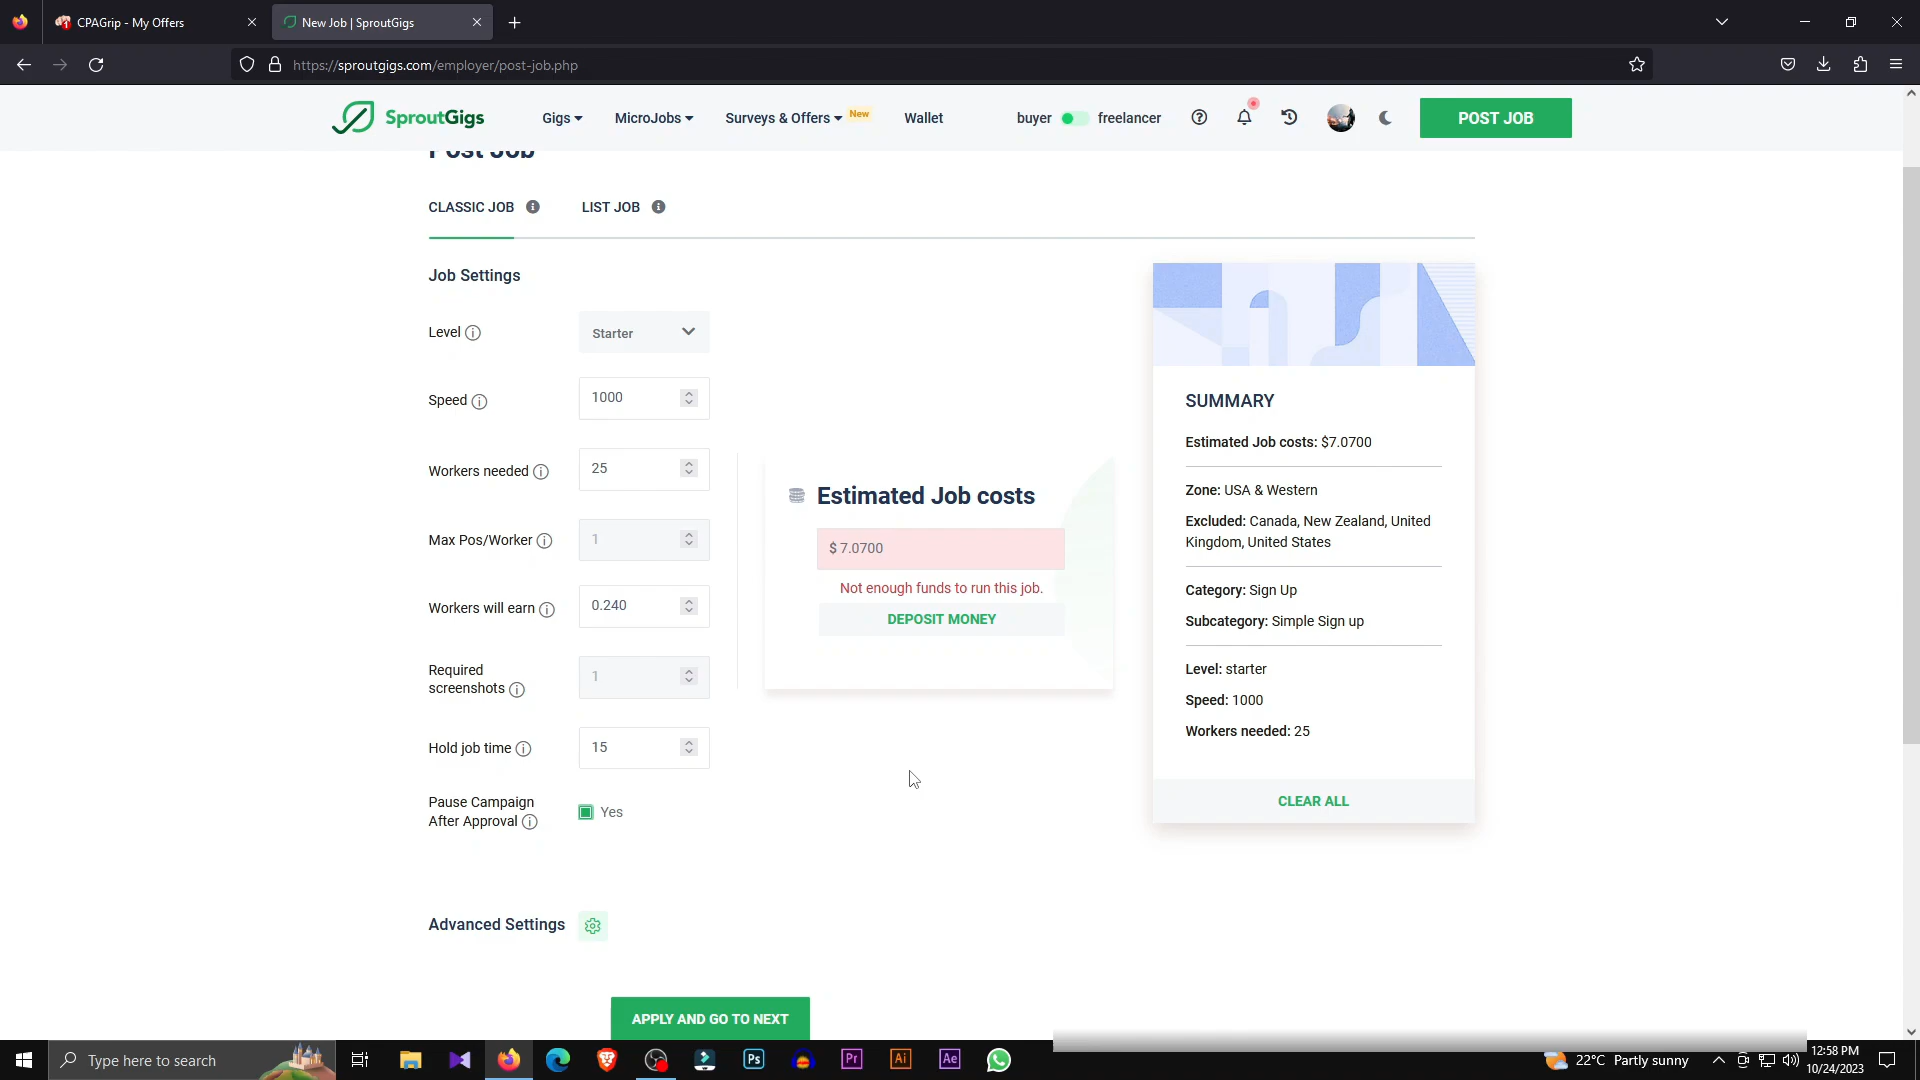 CPAGrip - My Offers
New Job | SproutGigs
https://sproutgigs.com/employer/post-job.php
SproutGigs
Gigs
MicroJobs
Surveys & Offers
New
Wallet
buyer
freelancer
POST JOB
Post Job
CLASSIC JOB
LIST JOB
Job Settings
Level
Starter
Speed
1000
Workers needed
25
Max Pos/Worker
1
Workers will earn
0.240
Required
screenshots
1
Hold job time
15
Pause Campaign
After Approval
Yes
Estimated Job costs
$ 7.0700
Not enough funds to run this job.
DEPOSIT MONEY
SUMMARY
Estimated Job costs: $7.0700
Zone: USA & Western
Excluded: Canada, New Zealand, United
Kingdom, United States
Category: Sign Up
Subcategory: Simple Sign up
Level: starter
Speed: 1000
Workers needed: 25
CLEAR ALL
Advanced Settings
APPLY AND GO TO NEXT
Type here to search
Ps
Pr
Ai
Ae
22°C Partly sunny
12:58 PM
10/24/2023